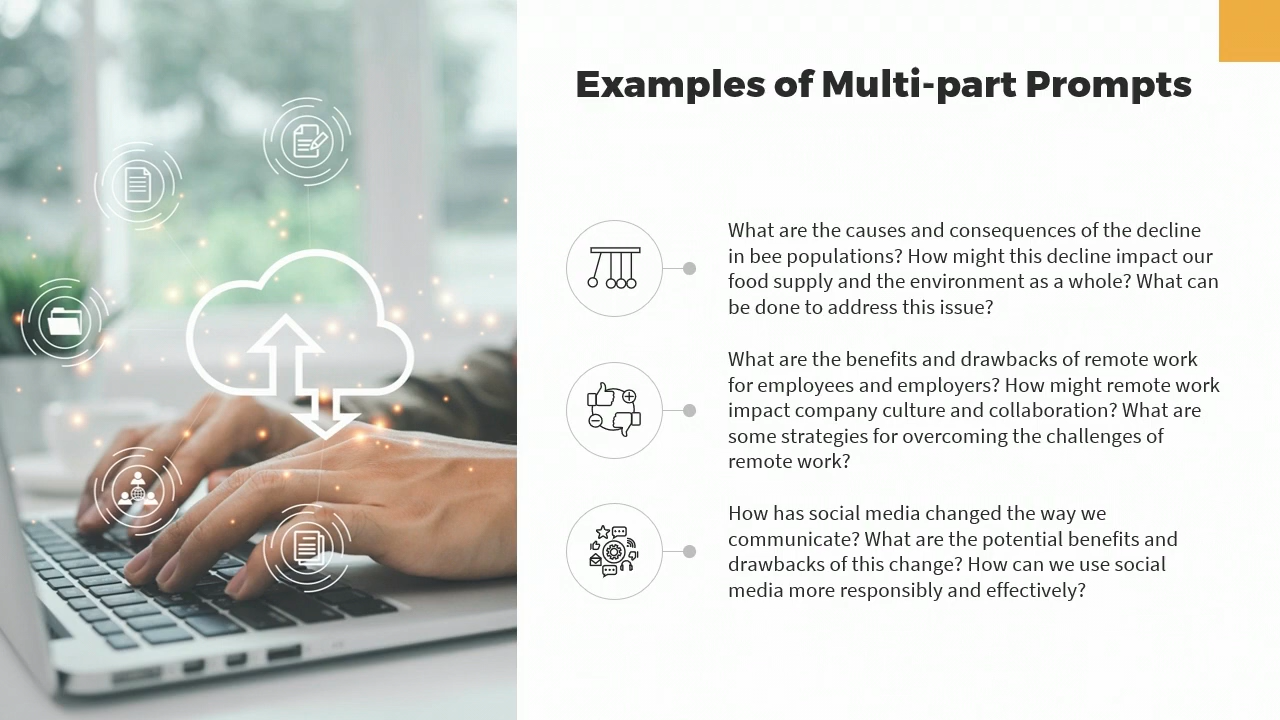 Examples of Multi-part Prompts
What are the causes and consequences of the decline
in bee populations? How might this decline impact our
food supply and the environment as a whole? What can
be done to address this issue?
What are the benefits and drawbacks of remote work
for employees and employers? How might remote work
impact company culture and collaboration? What are
some strategies for overcoming the challenges of
remote work?
How has social media changed the way we
communicate? What are the potential benefits and
drawbacks of this change? How can we use social
media more responsibly and effectively?